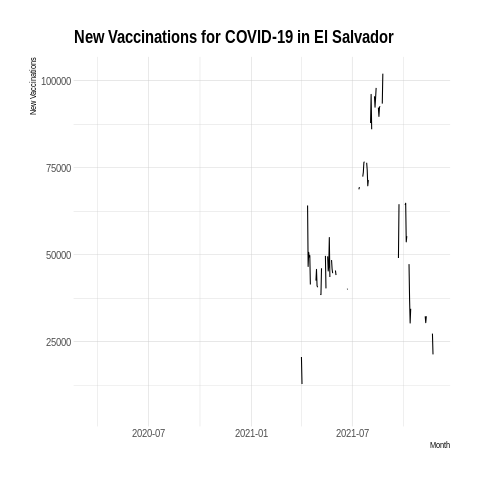 New Vaccinations for COVID-19 in El Salvador
New Vaccinations
100000
75000
50000
25000
2020-07
2021-01
2021-07
Month